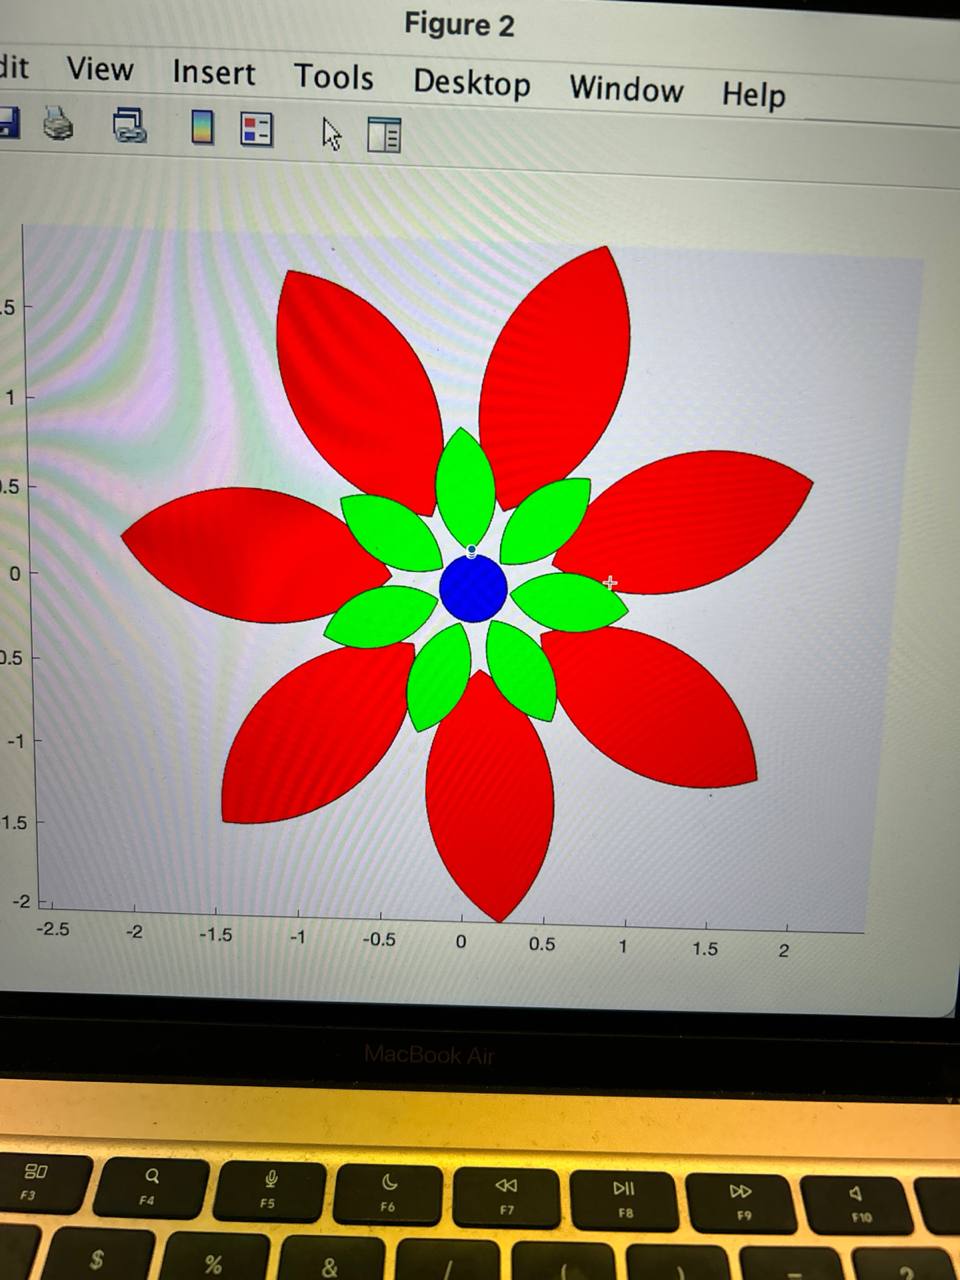 Figure 2
dit View Insert Tools Desktop Window Help
.5
1
0.5
0
0.5
-1
1.5
-2
-2.5 -2 -1.5 -1 -0.5 0 0.5 1 1.5 2
MacBook Air
F3 F4 F5 F6 F7 F8 F9 F10
$ % & / ( )